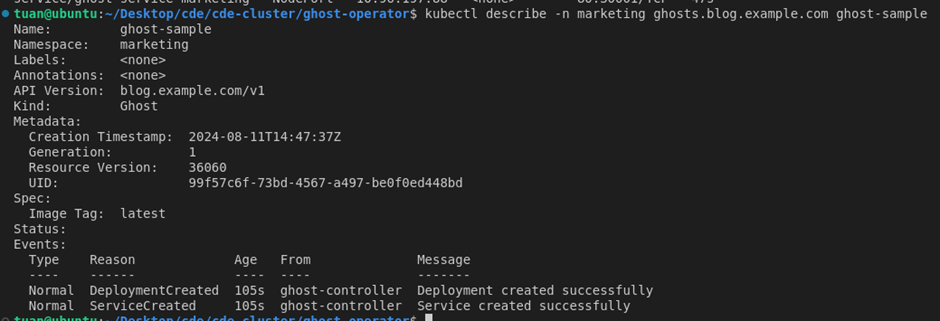 service/ghost-service-marketing   NodePort   10.96.197.66   <none>   80:30001/TCP   47s
tuan@ubuntu:~/Desktop/cde/cde-cluster/ghost-operator$ kubectl describe -n marketing ghosts.blog.example.com ghost-sample
Name:         ghost-sample
Namespace:    marketing
Labels:       <none>
Annotations:  <none>
API Version:  blog.example.com/v1
Kind:         Ghost
Metadata:
  Creation Timestamp:  2024-08-11T14:47:37Z
  Generation:          1
  Resource Version:    36060
  UID:                 99f57c6f-73bd-4567-a497-be0f0ed448bd
Spec:
  Image Tag:  latest
Status:
Events:
  Type    Reason             Age   From              Message
  ----    ------             ----  ----              -------
  Normal  DeploymentCreated  105s  ghost-controller  Deployment created successfully
  Normal  ServiceCreated     105s  ghost-controller  Service created successfully
tuan@ubuntu:~/Desktop/cde/cde-cluster/ghost-operator$